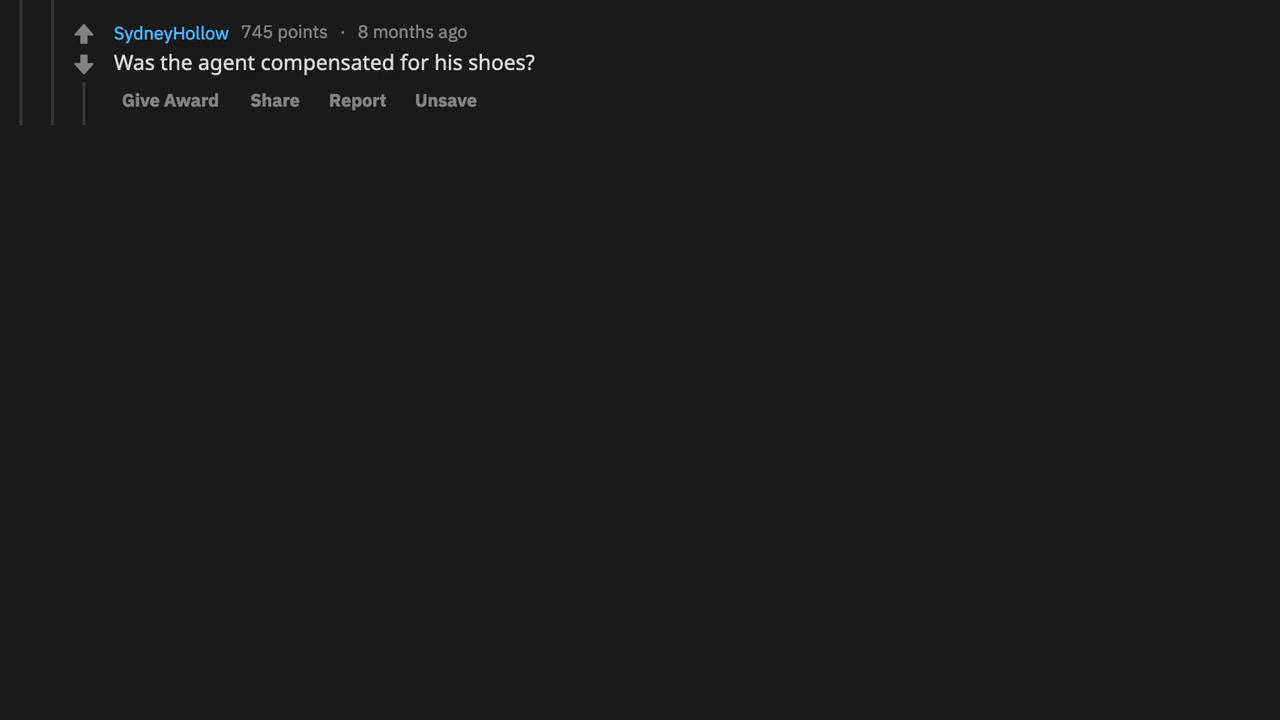 SydneyHollow 745 points · 8 months ago
Was the agent compensated for his shoes?
Give Award Share Report Unsave